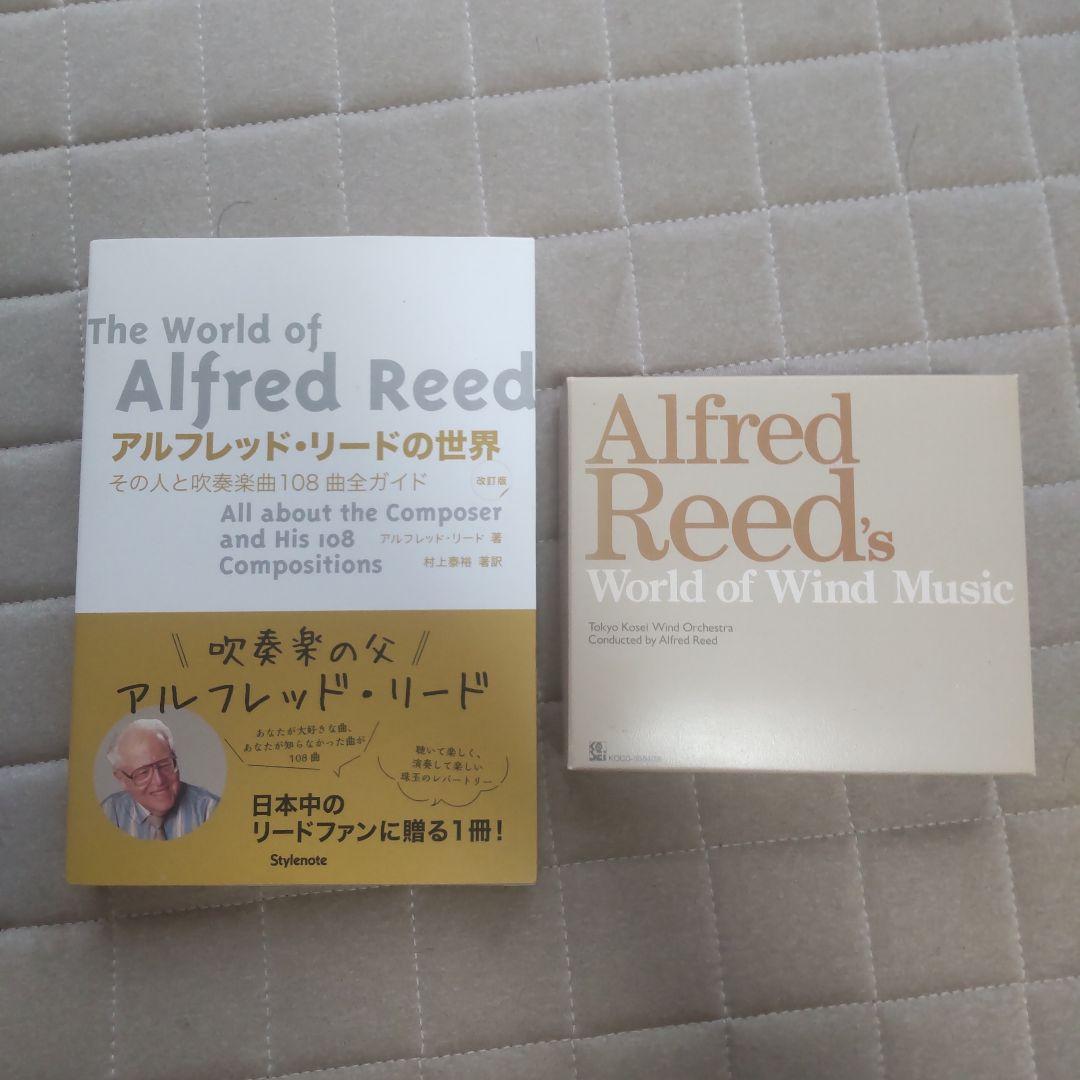 The World of
Alfred Reed
アルフレッド・リードの世界
その人と吹奏楽曲108曲全ガイド
改訂版
All about the Composer
and His 108
Compositions
アルフレッド・リード 著
村上泰裕 著訳
吹奏楽の父
アルフレッド・リード
あなたが大好きな曲、
あなたが知らなかった曲が
108曲
聴いて楽しく、
演奏して楽しい
珠玉のレパートリー
日本中の
リードファンに贈る1冊!
Stylenote
Alfred
Reed's
World of Wind Music
Tokyo Kosei Wind Orchestra
Conducted by Alfred Reed